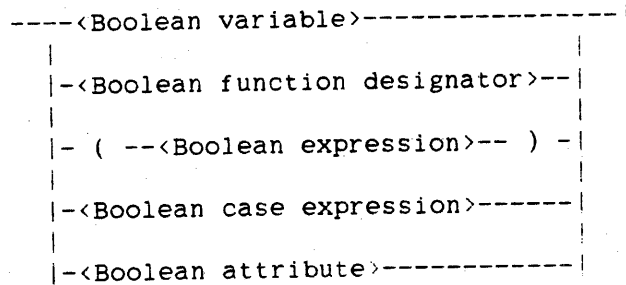 ----<Boolean variable>-----------------
|-<Boolean function designator>--|
|- ( --<Boolean expression>-- ) -|
|-<Boolean case expression>------|
|-<Boolean attribute>------------|